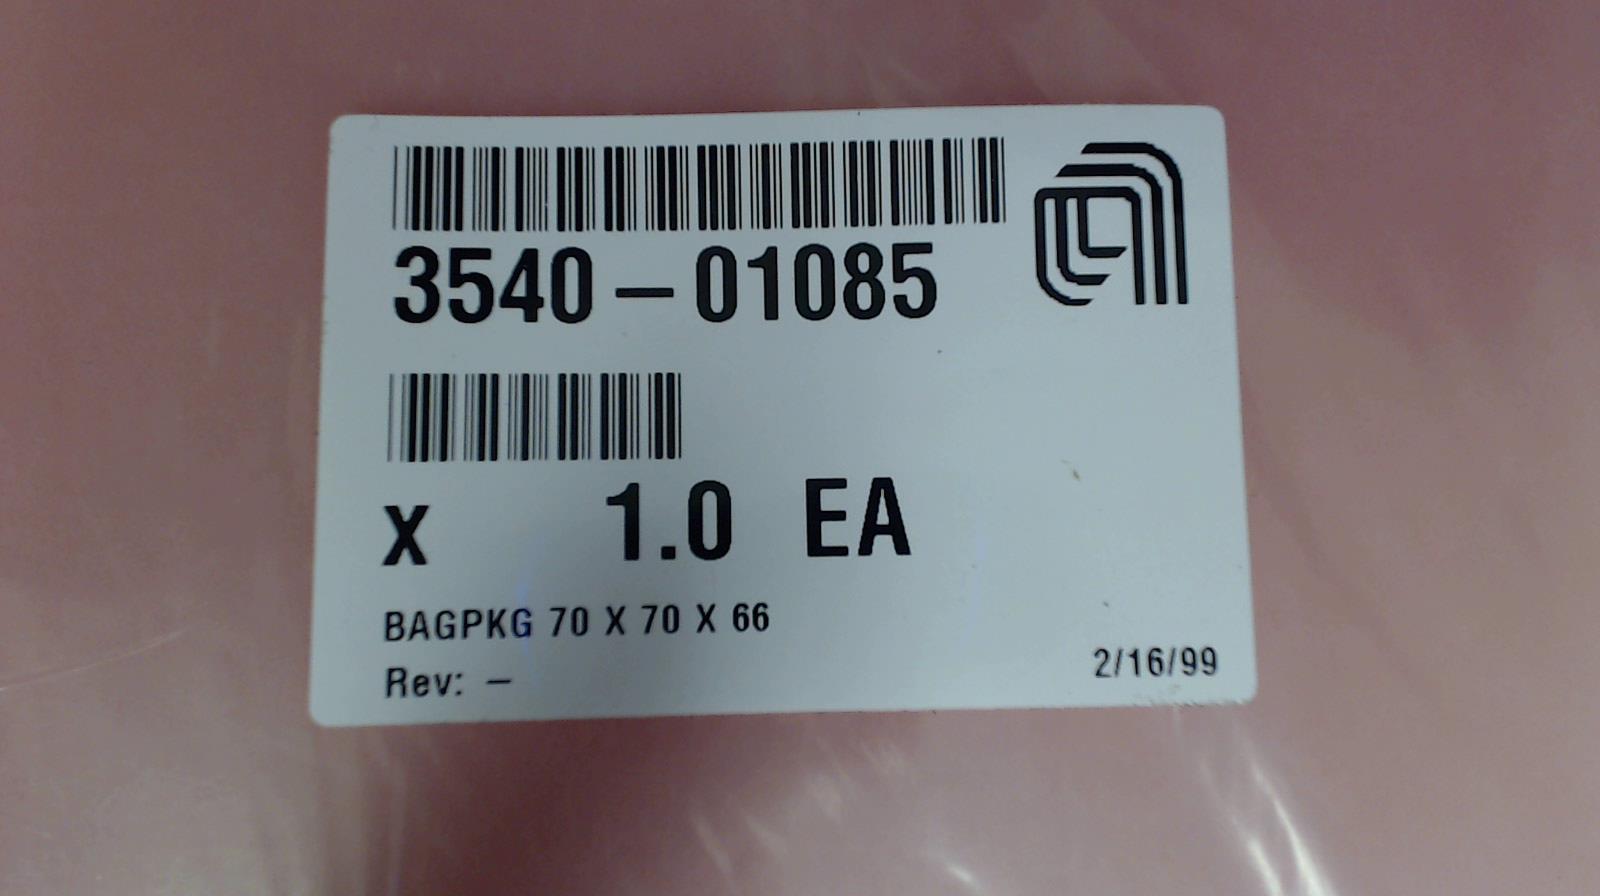 3540-01085
X 1.0 EA
BAGPKG 70 X 70 X 66
Rev: -
2/16/99